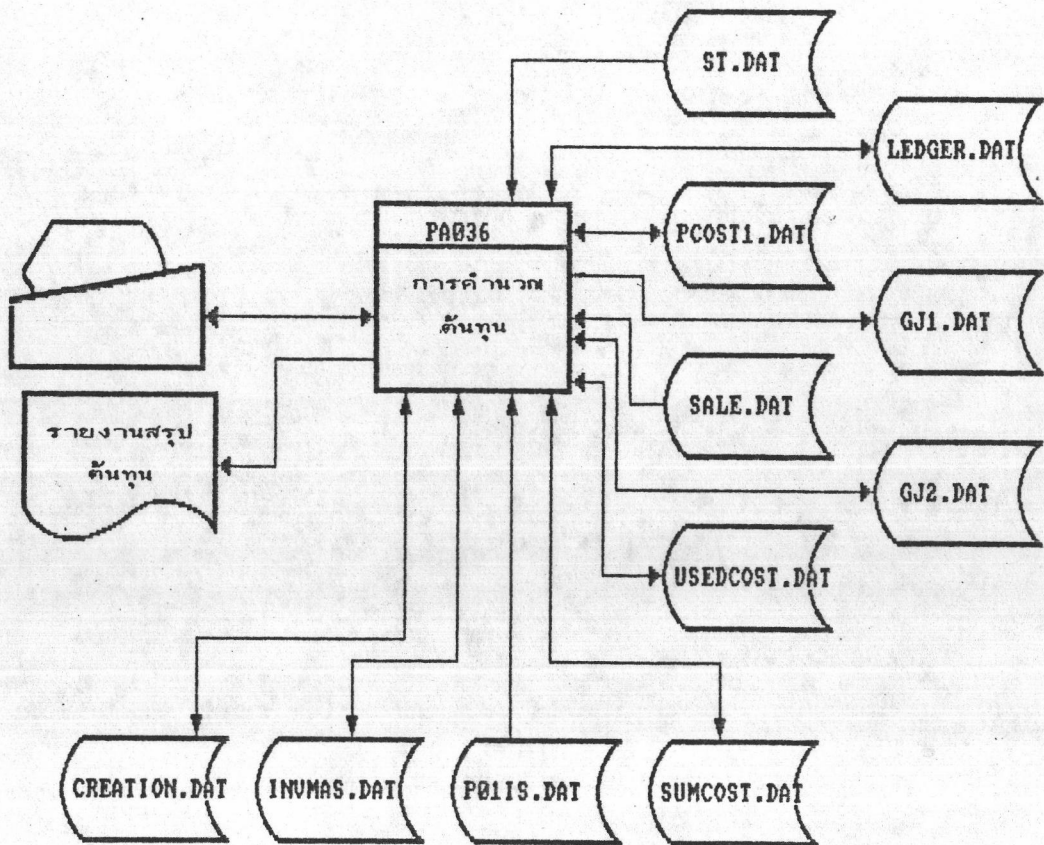 ST.DAT
LEDGER.DAT
PA036
PCOST1.DAT
การคำนวณ
ต้นทุน
GJ1.DAT
SALE.DAT
รายงานสรุป
ต้นทุน
GJ2.DAT
USEDCOST.DAT
CREATION.DAT
INVMAS.DAT
P01IS.DAT
SUMCOST.DAT